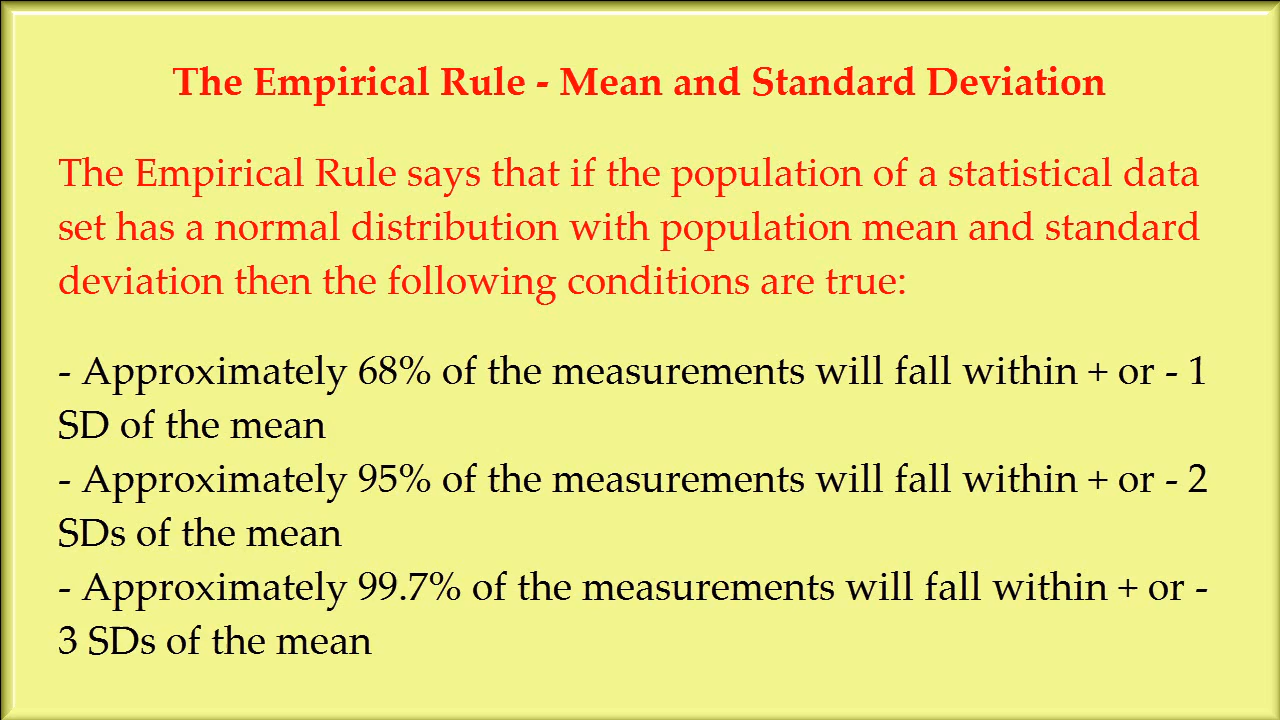 The Empirical Rule - Mean and Standard Deviation
The Empirical Rule says that if the population of a statistical data
set has a normal distribution with population mean and standard
deviation then the following conditions are true:
- Approximately 68% of the measurements will fall within + or - 1
SD of the mean
- Approximately 95% of the measurements will fall within + or - 2
SDs of the mean
- Approximately 99.7% of the measurements will fall within + or -
3 SDs of the mean